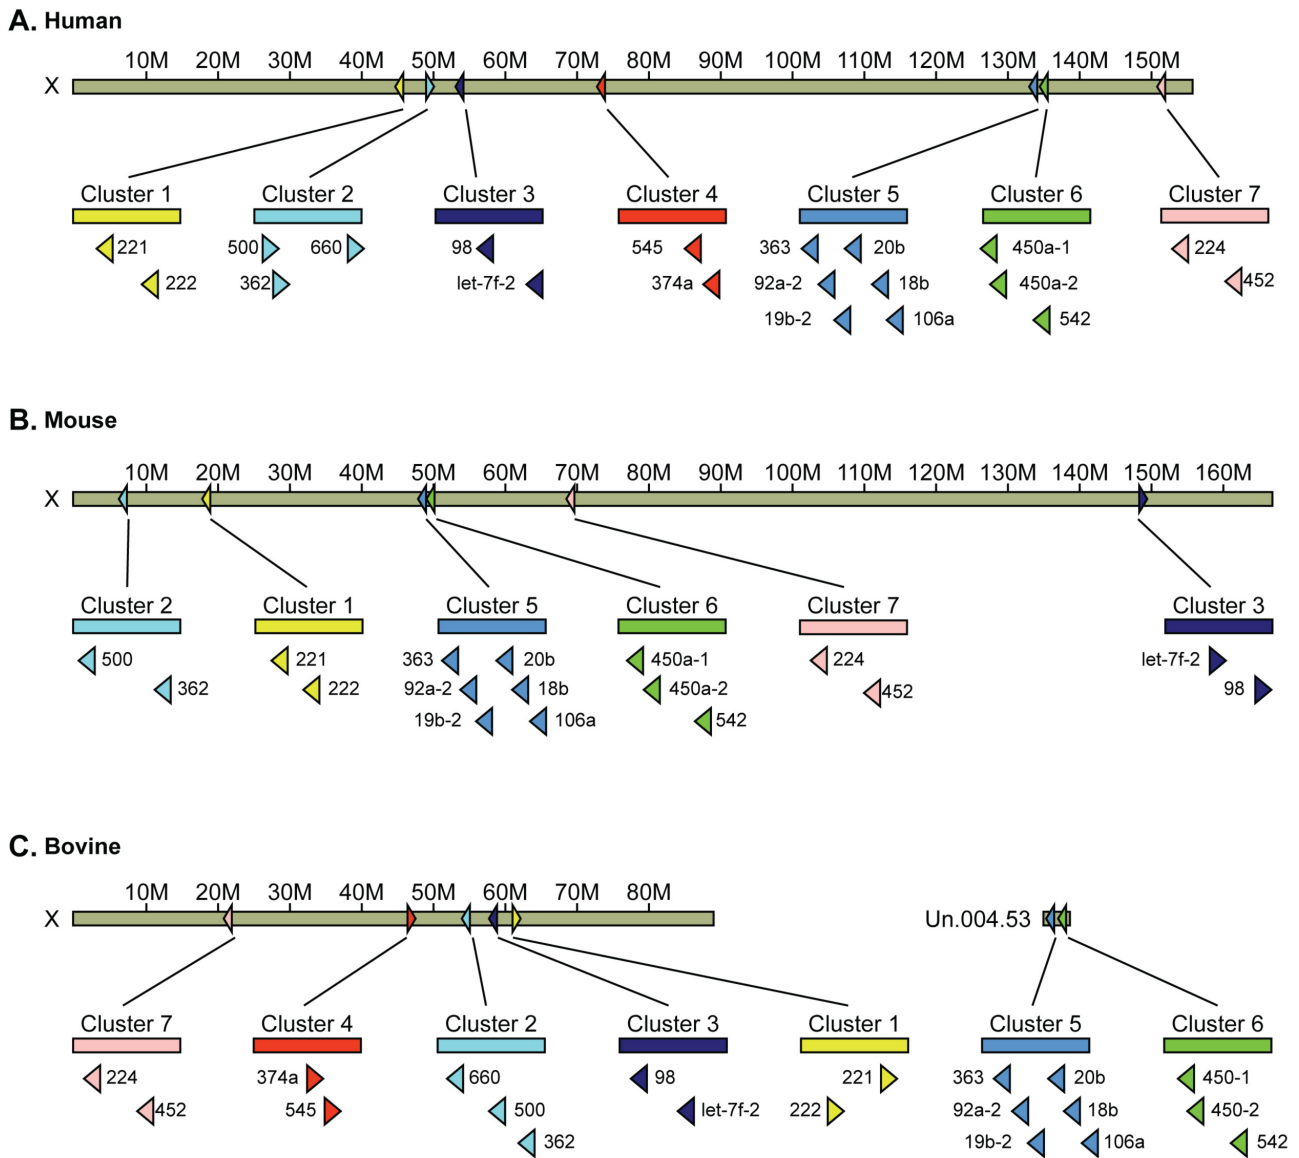 A. Human
10M 20M 30M 40M 50M 60M 70M 80M 90M 100M 110M 120M 130M 140M 150M
X
Cluster 1 Cluster 2 Cluster 3 Cluster 4 Cluster 5 Cluster 6 Cluster 7
221 500 660 98 545 363 20b 450a-1 224
222 362 let-7f-2 374a 92a-2 18b 450a-2 452
19b-2 106a 542
B. Mouse
10M 20M 30M 40M 50M 60M 70M 80M 90M 100M 110M 120M 130M 140M 150M 160M
X
Cluster 2 Cluster 1 Cluster 5 Cluster 6 Cluster 7 Cluster 3
500 221 363 20b 450a-1 224 let-7f-2
362 222 92a-2 18b 450a-2 452 98
19b-2 106a 542
C. Bovine
10M 20M 30M 40M 50M 60M 70M 80M
X Un.004.53
Cluster 7 Cluster 4 Cluster 2 Cluster 3 Cluster 1 Cluster 5 Cluster 6
224 374a 660 98 221 363 20b 450-1
452 545 500 let-7f-2 222 92a-2 18b 450-2
362 19b-2 106a 542